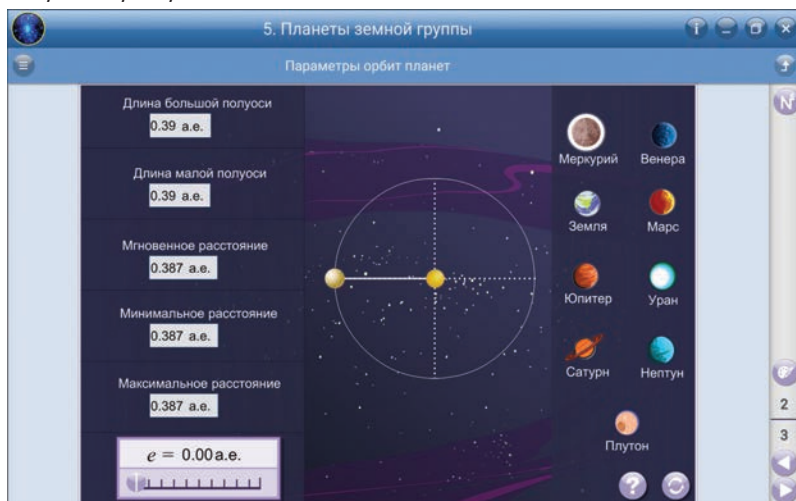 5. Планеты земной группы
Параметры орбит планет
Длина большой полуоси
0.39 а.е.
Длина малой полуоси
0.39 а.е.
Мгновенное расстояние
0.387 а.е.
Минимальное расстояние
0.387 а.е.
Максимальное расстояние
0.387 а.е.
e = 0.00 а.е.
Меркурий
Венера
Земля
Марс
Юпитер
Уран
Сатурн
Нептун
Плутон
?
i
N
2
3